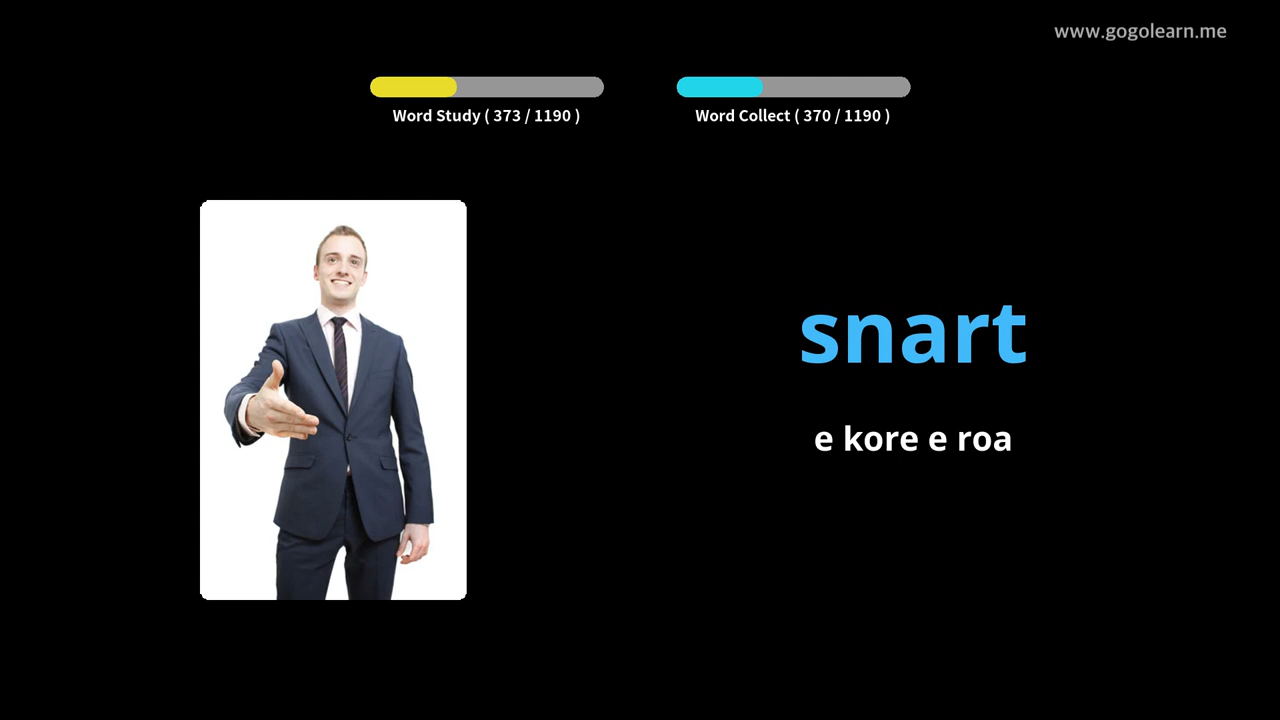 www.gogolearn.me
Word Study ( 373 / 1190 )
Word Collect ( 370 / 1190 )
snart
e kore e roa